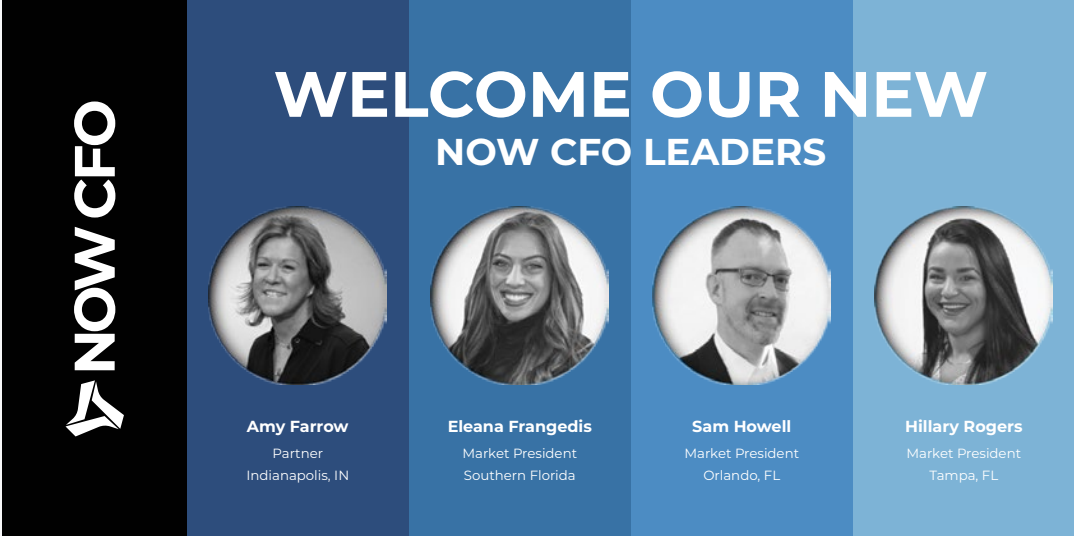 NOW CFO
WELCOME OUR NEW
NOW CFO LEADERS
Amy Farrow
Partner
Indianapolis, IN
Eleana Frangedis
Market President
Southern Florida
Sam Howell
Market President
Orlando, FL
Hillary Rogers
Market President
Tampa, FL